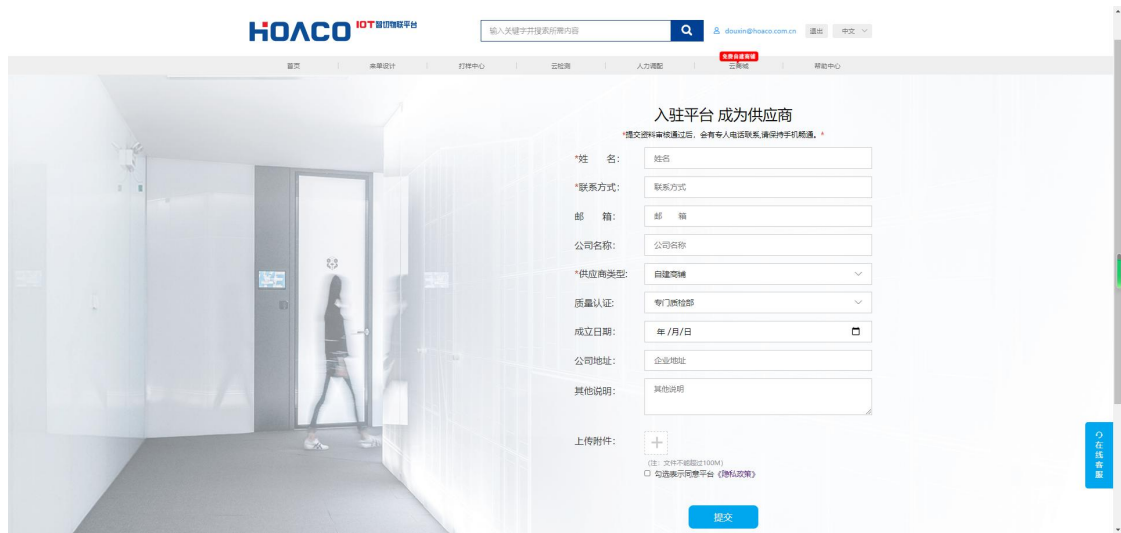 HOACO IOT智切物联平台
输入关键字并搜索所需内容
douxin@hoaco.com.cn 退出 中文
免费自建商铺
首页 来单设计 打样中心 云检测 人力调配 云商城 帮助中心
入驻平台 成为供应商
*提交资料审核通过后，会有专人电话联系,请保持手机畅通。*
*姓 名： 姓名
*联系方式： 联系方式
邮 箱： 邮 箱
公司名称： 公司名称
*供应商类型： 自建商铺
质量认证： 专门质检部
成立日期： 年 /月/日
公司地址： 企业地址
其他说明： 其他说明
上传附件：
（注：文件不能超过100M）
勾选表示同意平台《隐私政策》
提交
在线客服